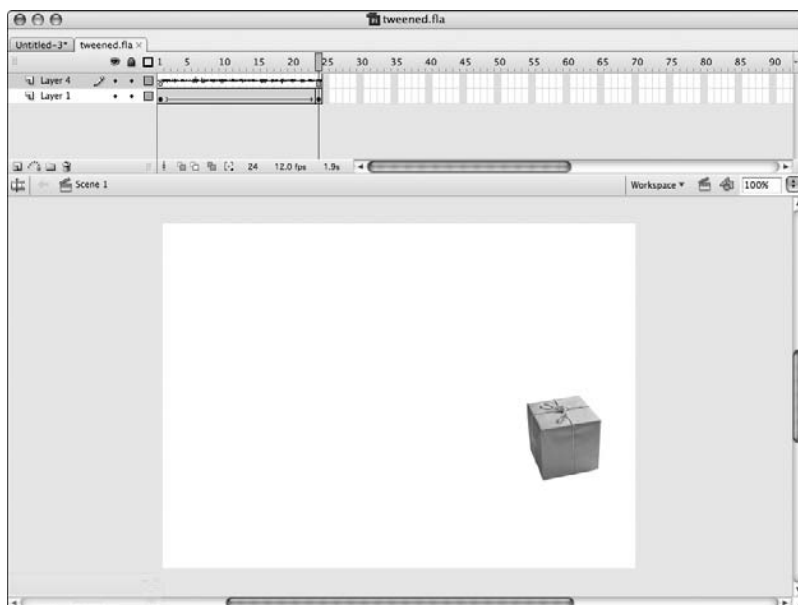 tweened.fla
Untitled-3* tweened.fla ×
1 5 10 15 20 25 30 35 40 45 50 55 60 65 70 75 80 85 90
Layer 4
Layer 1
24 12.0 fps 1.9s
Scene 1 Workspace 100%